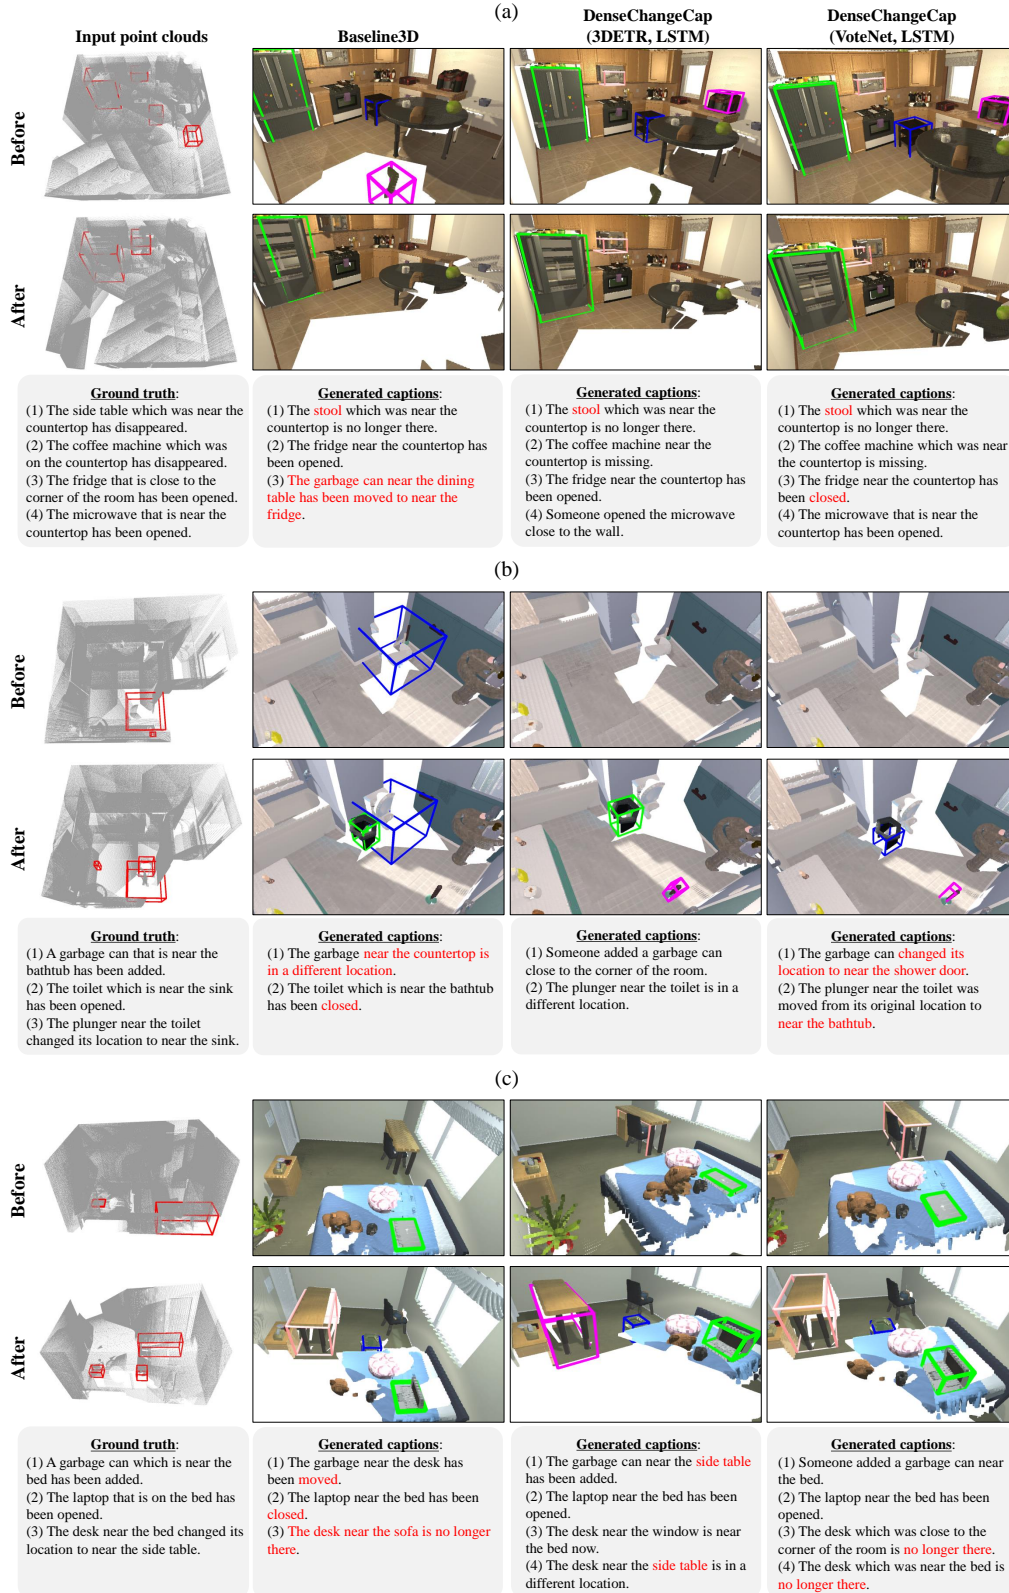 (a)
Input point clouds
Baseline3D
DenseChangeCap
(3DETR, LSTM)
DenseChangeCap
(VoteNet, LSTM)
Before
After
Ground truth:
(1) The side table which was near the
countertop has disappeared.
(2) The coffee machine which was
on the countertop has disappeared.
(3) The fridge that is close to the
corner of the room has been opened.
(4) The microwave that is near the
countertop has been opened.
Generated captions:
(1) The stool which was near the
countertop is no longer there.
(2) The fridge near the countertop has
been opened.
(3) The garbage can near the dining
table has been moved to near the
fridge.
Generated captions:
(1) The stool which was near the
countertop is no longer there.
(2) The coffee machine near the
countertop is missing.
(3) The fridge near the countertop has
been opened.
(4) Someone opened the microwave
close to the wall.
Generated captions:
(1) The stool which was near the
countertop is no longer there.
(2) The coffee machine which was near
the countertop is missing.
(3) The fridge near the countertop has
been closed.
(4) The microwave that is near the
countertop has been opened.
(b)
Before
After
Ground truth:
(1) A garbage can that is near the
bathtub has been added.
(2) The toilet which is near the sink
has been opened.
(3) The plunger near the toilet
changed its location to near the sink.
Generated captions:
(1) The garbage near the countertop is
in a different location.
(2) The toilet which is near the bathtub
has been closed.
Generated captions:
(1) Someone added a garbage can
close to the corner of the room.
(2) The plunger near the toilet is in a
different location.
Generated captions:
(1) The garbage can changed its
location to near the shower door.
(2) The plunger near the toilet was
moved from its original location to
near the bathtub.
(c)
Before
After
Ground truth:
(1) A garbage can which is near the
bed has been added.
(2) The laptop that is on the bed has
been opened.
(3) The desk near the bed changed its
location to near the side table.
Generated captions:
(1) The garbage near the desk has
been moved.
(2) The laptop near the bed has been
closed.
(3) The desk near the sofa is no longer
there.
Generated captions:
(1) The garbage can near the side table
has been added.
(2) The laptop near the bed has been
opened.
(3) The desk near the window is near
the bed now.
(4) The desk near the side table is in a
different location.
Generated captions:
(1) Someone added a garbage can near
the bed.
(2) The laptop near the bed has been
opened.
(3) The desk which was close to the
corner of the room is no longer there.
(4) The desk which was near the bed is
no longer there.